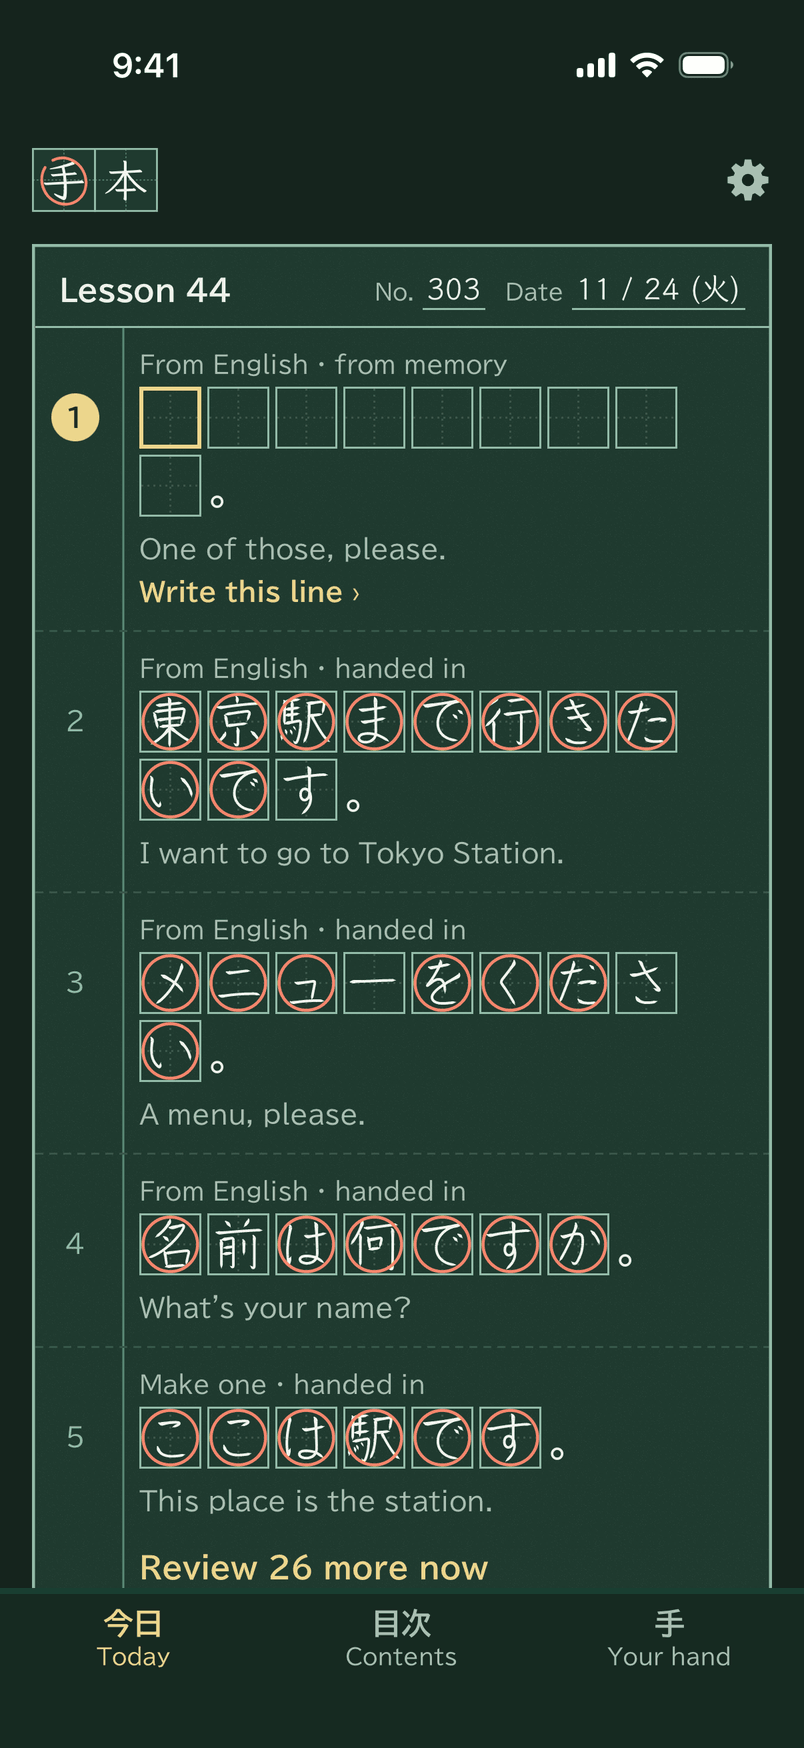 9:41
手本
Lesson 44 No. 303 Date 11 / 24 (火)
From English · from memory
1
。
One of those, please.
Write this line ›
From English · handed in
2 東京駅まで行きた
いです。
I want to go to Tokyo Station.
From English · handed in
3 メニューをくださ
い。
A menu, please.
From English · handed in
4 名前は何ですか。
What's your name?
Make one · handed in
5 ここは駅です。
This place is the station.
Review 26 more now
今日 目次 手
Today Contents Your hand